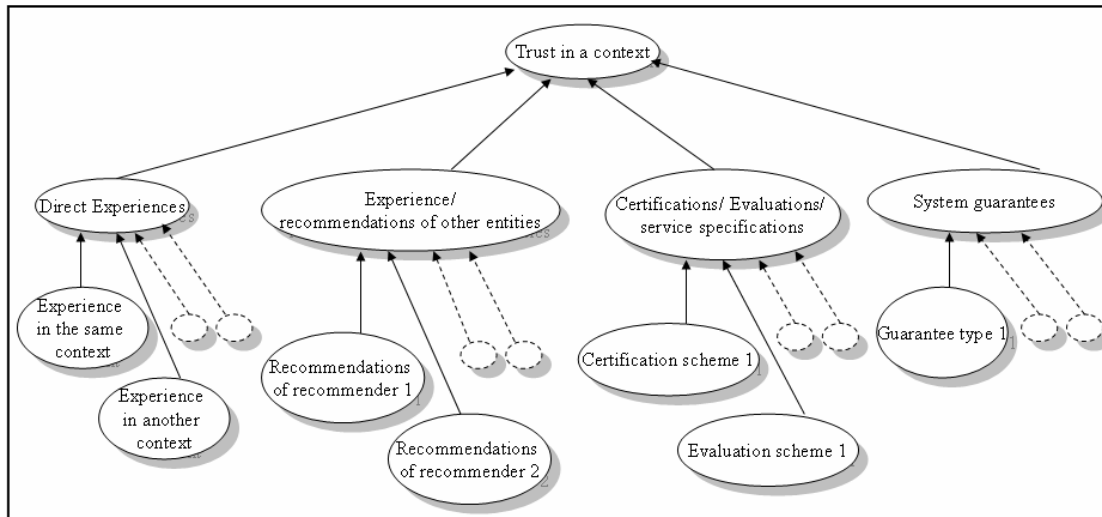 Trust in a context
Direct Experiences
Experience/
recommendations of other entities
Certifications/ Evaluations/
service specifications
System guarantees
Experience
in the same
context
Experience
in another
context
Recommendations
of recommender 1
Recommendations
of recommender 2
Certification scheme 1
Evaluation scheme 1
Guarantee type 1